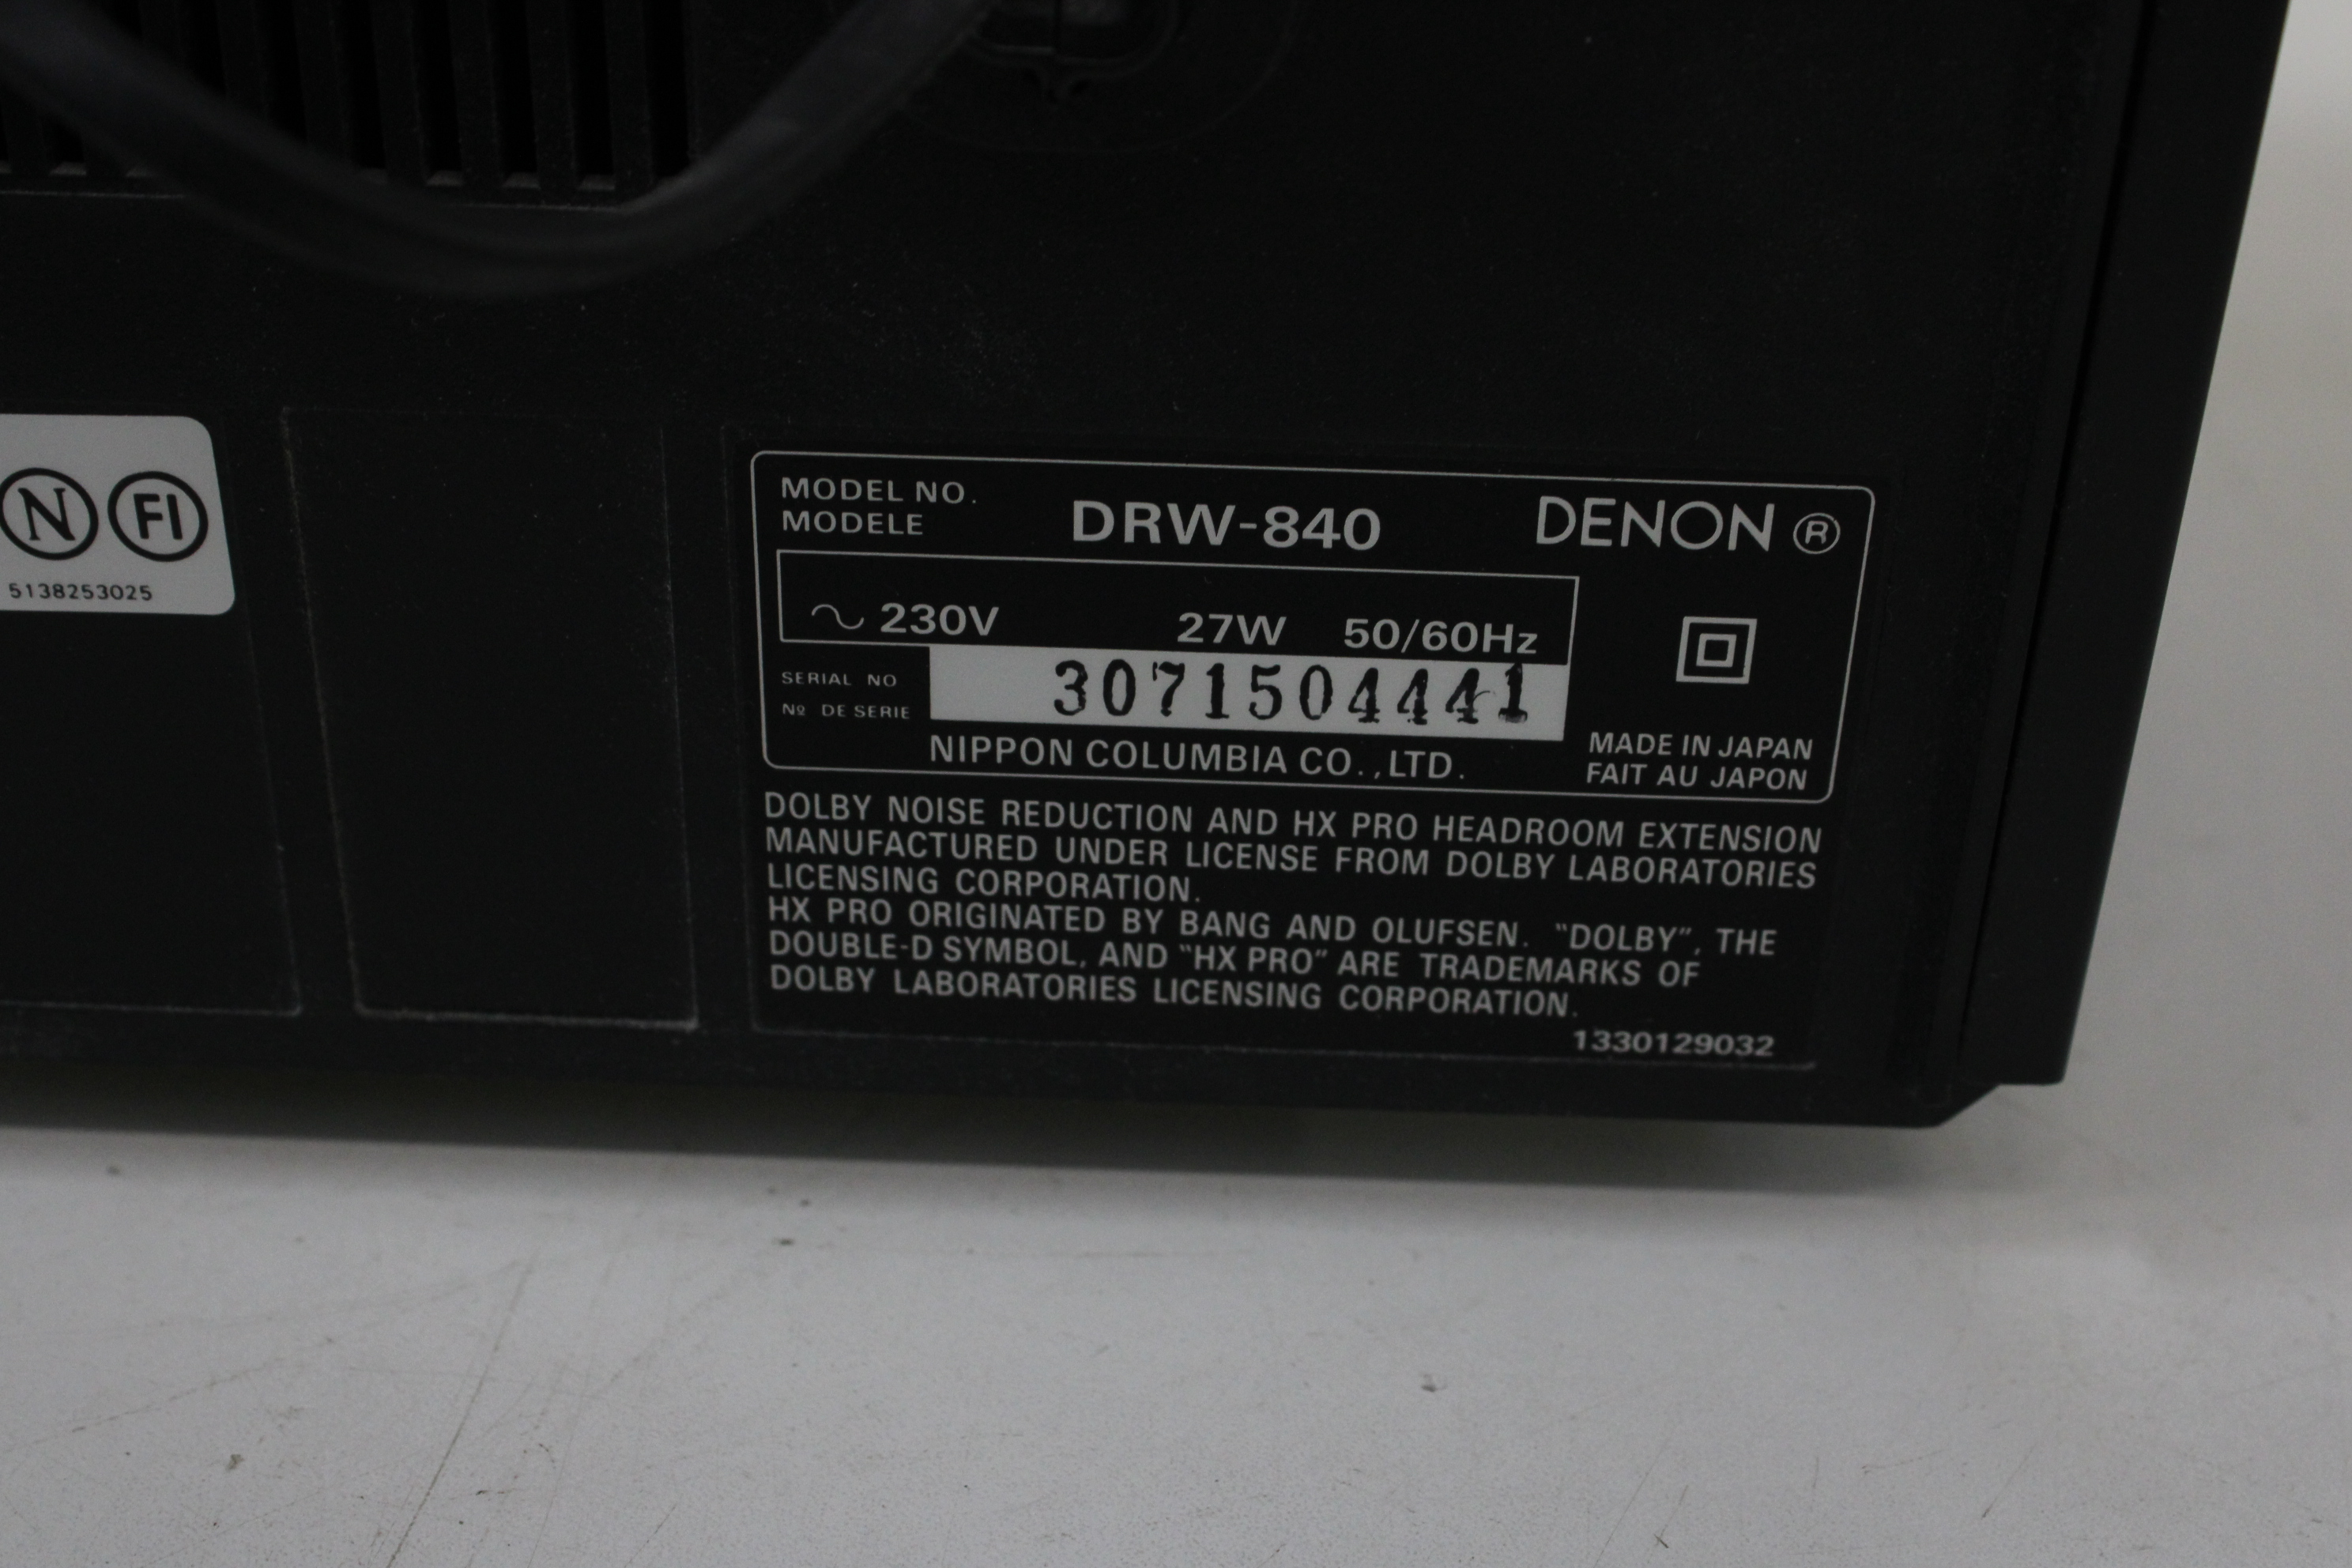 N FI
5138253025
MODEL NO.
MODELE
DRW-840
DENON ®
~ 230V 27W 50/60Hz
SERIAL NO
Nº DE SERIE
3071504441
NIPPON COLUMBIA CO.,LTD.
MADE IN JAPAN
FAIT AU JAPON
DOLBY NOISE REDUCTION AND HX PRO HEADROOM EXTENSION
MANUFACTURED UNDER LICENSE FROM DOLBY LABORATORIES
LICENSING CORPORATION.
HX PRO ORIGINATED BY BANG AND OLUFSEN. "DOLBY", THE
DOUBLE-D SYMBOL, AND "HX PRO" ARE TRADEMARKS OF
DOLBY LABORATORIES LICENSING CORPORATION.
1330129032